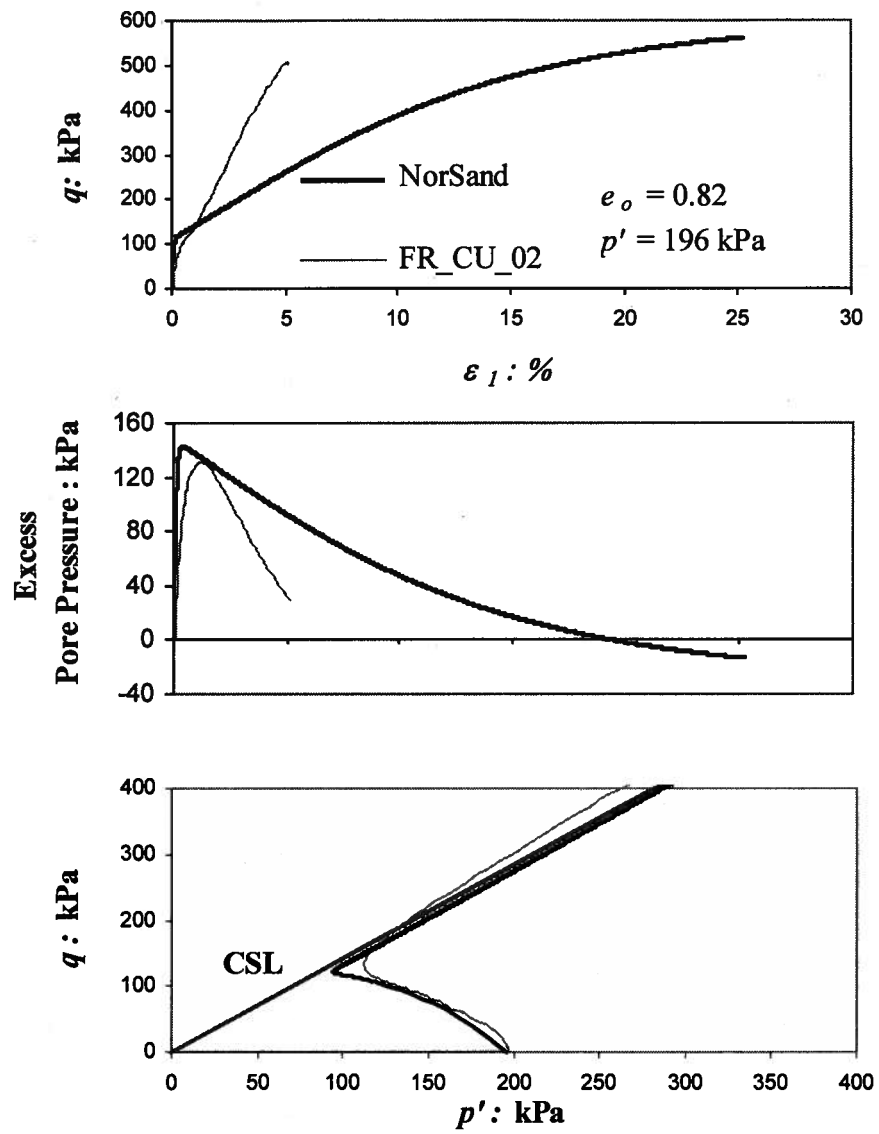 600
500
400
300
200
100
0
q: kPa
NorSand
FR_CU_02
e o = 0.82
p' = 196 kPa
0 5 10 15 20 25 30
ε 1 : %
160
120
80
40
0
-40
Excess
Pore Pressure : kPa
400
300
200
100
0
q : kPa
CSL
0 50 100 150 200 250 300 350 400
p' : kPa